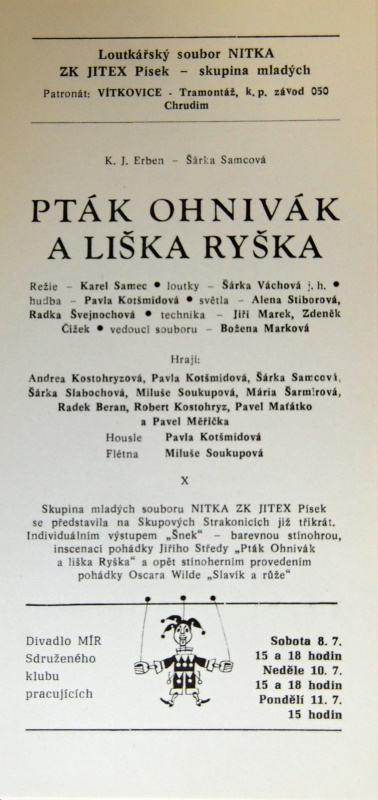 Loutkářský soubor NITKA
ZK JITEX Písek – skupina mladých
Patronát: VÍTKOVICE - Tramontáž, k. p. závod 050
Chrudim
K. J. Erben – Šárka Samcová
PTÁK OHNIVÁK
A LIŠKA RYŠKA
Režie – Karel Samec • loutky – Šárka Váchová j. h. •
hudba – Pavla Kotšmídová • světla – Alena Stiborová,
Radka Švejnochová • technika – Jiří Marek, Zdeněk
Čížek • vedoucí souboru – Božena Marková
Hrají:
Andrea Kostohryzová, Pavla Kotšmídová, Šárka Samcová,
Šárka Slabochová, Miluše Soukupová, Mária Šarmírová,
Radek Beran, Robert Kostohryz, Pavel Maťátko
a Pavel Měřička
Housle Pavla Kotšmídová
Flétna Miluše Soukupová
X
Skupina mladých souboru NITKA ZK JITEX Písek
se představila na Skupových Strakonicích již třikrát.
Individuálním výstupem „Šnek“ – barevnou stínohrou,
inscenací pohádky Jiřího Středy „Pták Ohnivák
a liška Ryška“ a opět stínoherním provedením
pohádky Oscara Wilde „Slavík a růže“
Divadlo MÍR
Sdruženého
klubu
pracujících
Sobota 8. 7.
15 a 18 hodin
Neděle 10. 7.
15 a 18 hodin
Pondělí 11. 7.
15 hodin